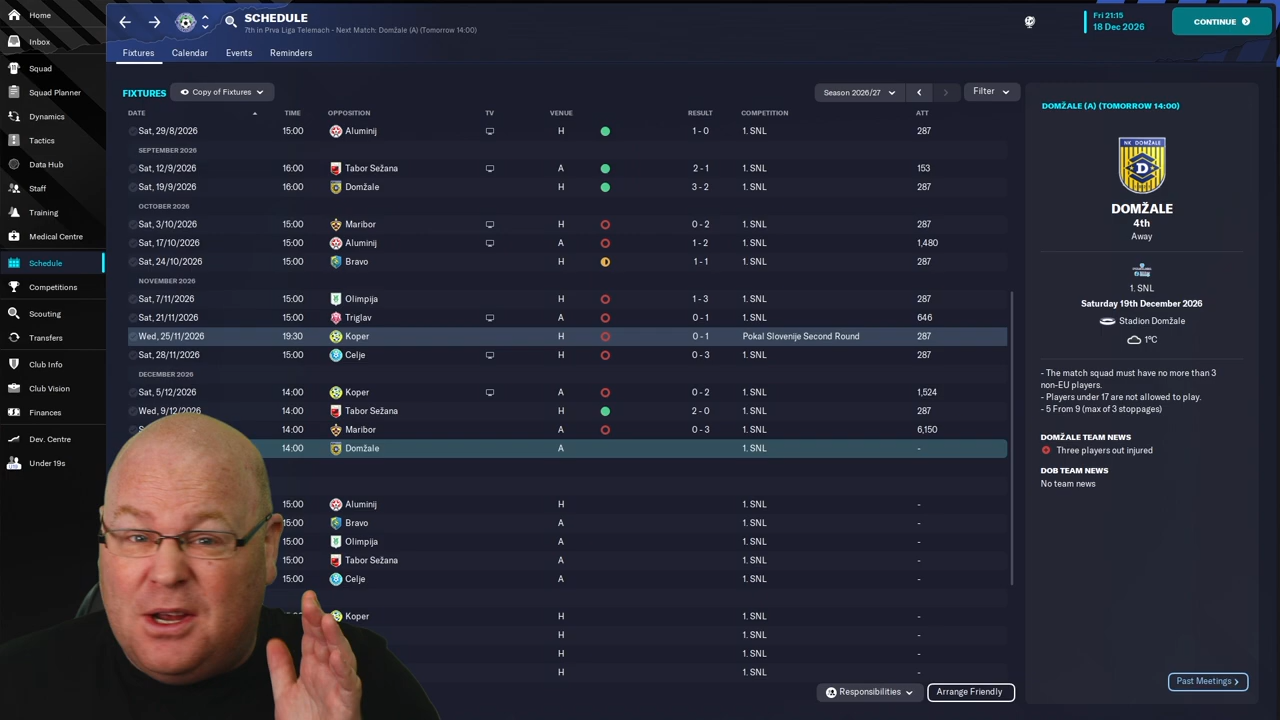 Home
Inbox
Squad
Squad Planner
Dynamics
Tactics
Data Hub
Staff
Training
Medical Centre
Schedule
Competitions
Scouting
Transfers
Club Info
Club Vision
Finances
Dev. Centre
Under 19s
SCHEDULE
7th in Prva Liga Telemach - Next Match: Domžale (A) (Tomorrow 14:00)
Fri 21:15
18 Dec 2026
CONTINUE
Fixtures Calendar Events Reminders
FIXTURES Copy of Fixtures Season 2026/27 Filter
DATE TIME OPPOSITION TV VENUE RESULT COMPETITION ATT
Sat, 29/8/2026 15:00 Aluminij H 1 - 0 1. SNL 287
SEPTEMBER 2026
Sat, 12/9/2026 16:00 Tabor Sežana A 2 - 1 1. SNL 153
Sat, 19/9/2026 16:00 Domžale H 3 - 2 1. SNL 287
OCTOBER 2026
Sat, 3/10/2026 15:00 Maribor H 0 - 2 1. SNL 287
Sat, 17/10/2026 15:00 Aluminij A 1 - 2 1. SNL 1,480
Sat, 24/10/2026 15:00 Bravo H 1 - 1 1. SNL 287
NOVEMBER 2026
Sat, 7/11/2026 15:00 Olimpija H 1 - 3 1. SNL 287
Sat, 21/11/2026 15:00 Triglav A 0 - 1 1. SNL 646
Wed, 25/11/2026 19:30 Koper H 0 - 1 Pokal Slovenije Second Round 287
Sat, 28/11/2026 15:00 Celje H 0 - 3 1. SNL 287
DECEMBER 2026
Sat, 5/12/2026 14:00 Koper A 0 - 2 1. SNL 1,524
Wed, 9/12/2026 14:00 Tabor Sežana H 2 - 0 1. SNL 287
14:00 Maribor A 0 - 3 1. SNL 6,150
14:00 Domžale A 1. SNL -
15:00 Aluminij H 1. SNL -
15:00 Bravo A 1. SNL -
15:00 Olimpija A 1. SNL -
15:00 Tabor Sežana A 1. SNL -
15:00 Celje A 1. SNL -
Koper H 1. SNL -
H 1. SNL -
H 1. SNL -
H 1. SNL -
Responsibilities Arrange Friendly
DOMŽALE (A) (TOMORROW 14:00)
NK DOMŽALE
D
DOMŽALE
4th
Away
1. SNL
Saturday 19th December 2026
Stadion Domžale
1°C
- The match squad must have no more than 3
non-EU players.
- Players under 17 are not allowed to play.
- 5 From 9 (max of 3 stoppages)
DOMŽALE TEAM NEWS
Three players out injured
DOB TEAM NEWS
No team news
Past Meetings